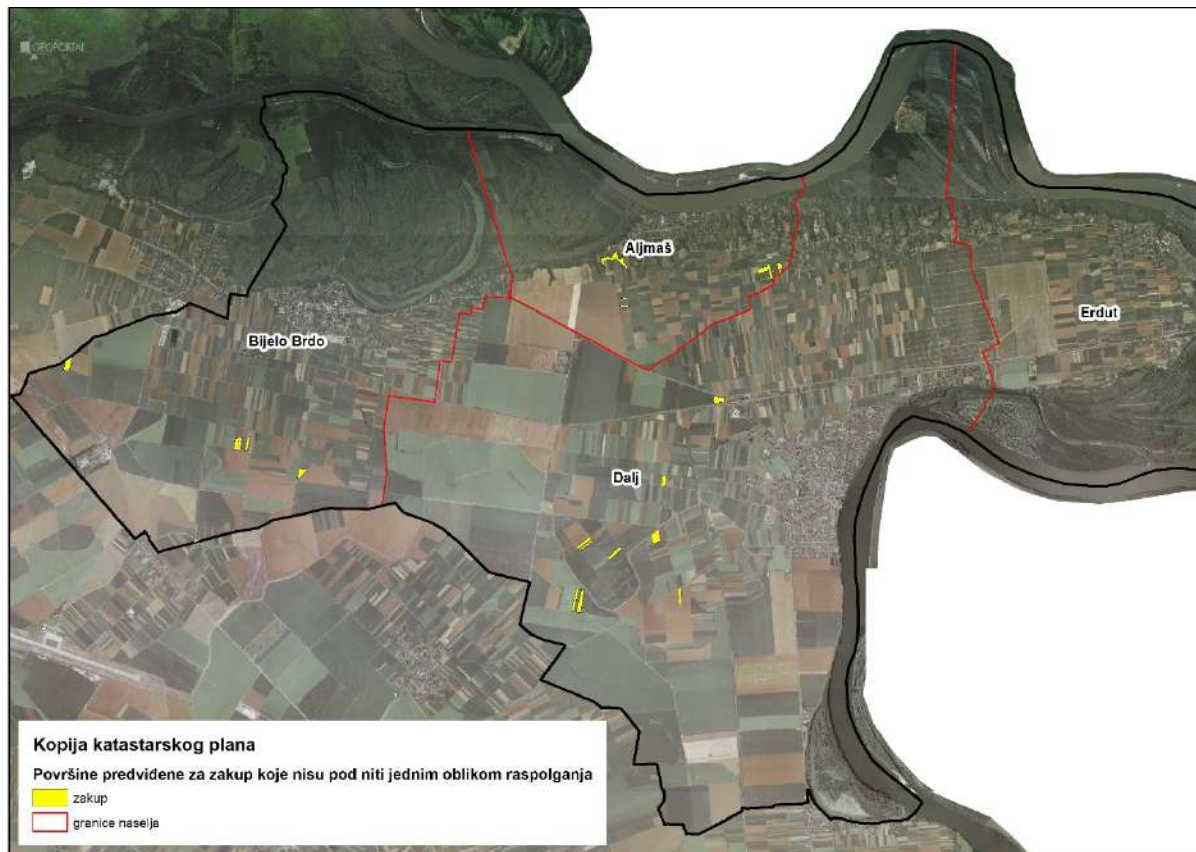 GEOPORTAL
Aljmaš
Erdut
Bijelo Brdo
Dalj
Kopija katastarskog plana
Površine predviđene za zakup koje nisu pod niti jednim oblikom raspolganja
zakup
granice naselja